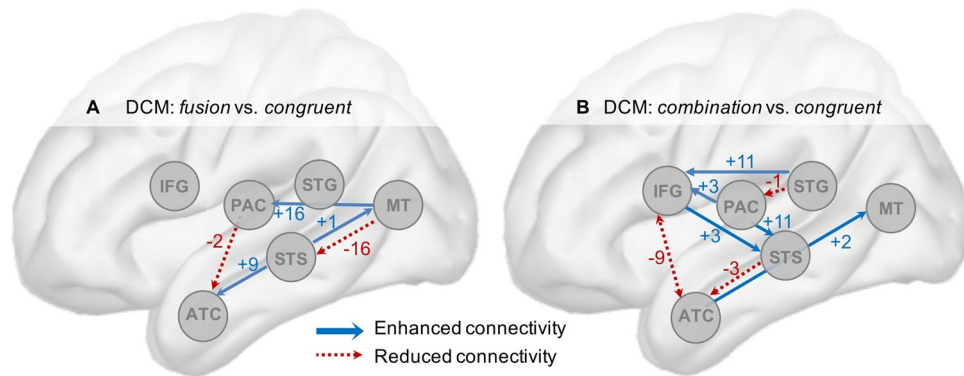 A DCM: fusion vs. congruent
IFG
PAC
STG
MT
STS
ATC
+16
+1
-16
-2
+9
B DCM: combination vs. congruent
IFG
PAC
STG
MT
STS
ATC
+11
+3
-1
+11
+3
+2
-9
-3
Enhanced connectivity
Reduced connectivity